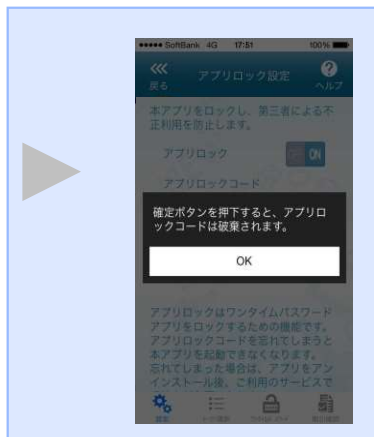 SoftBank 4G 17:51 100%
戻る アプリロック設定 ? ヘルプ
本アプリをロックし、第三者による不
正利用を防止します。
アプリロック ON
アプリロックコード
確定ボタンを押下すると、アプリロ
ックコードは破棄されます。
OK
アプリロックはワンタイムパスワード
アプリをロックするための機能です。
アプリロックコードを忘れてしまうと
本アプリを起動できなくなります。
忘れてしまった場合は、アプリをアン
インストール後、ご利用のサービスで